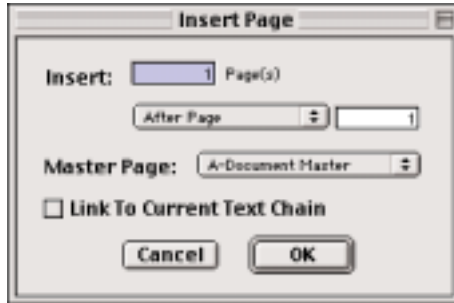 Insert Page
Insert: 1 Page(s)
After Page 1
Master Page: A-Document Master
Link To Current Text Chain
Cancel OK